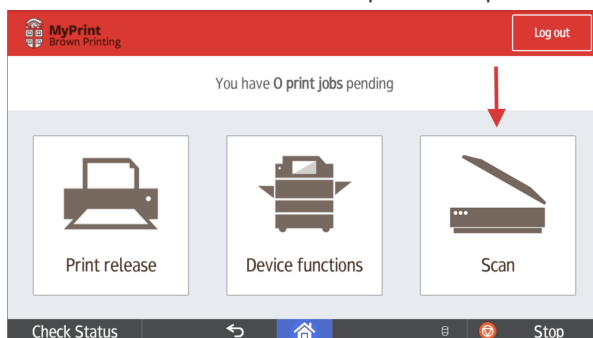 MyPrint
Brown Printing
Log out
You have 0 print jobs pending
Print release
Device functions
Scan
Check Status
Stop